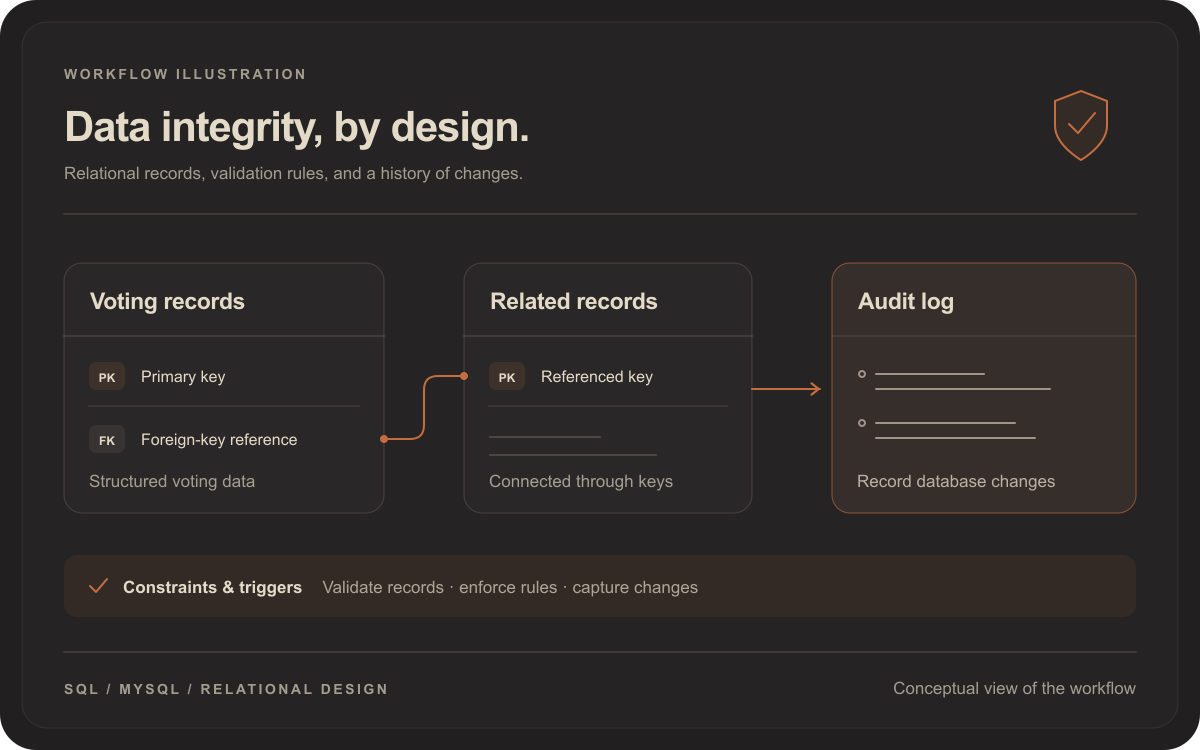 WORKFLOW ILLUSTRATION
Data integrity, by design.
Relational records, validation rules, and a history of changes.
Voting records
PK Primary key
FK Foreign-key reference
Structured voting data
Related records
PK Referenced key
Connected through keys
Audit log
Record database changes
Constraints & triggers Validate records · enforce rules · capture changes
SQL / MYSQL / RELATIONAL DESIGN
Conceptual view of the workflow